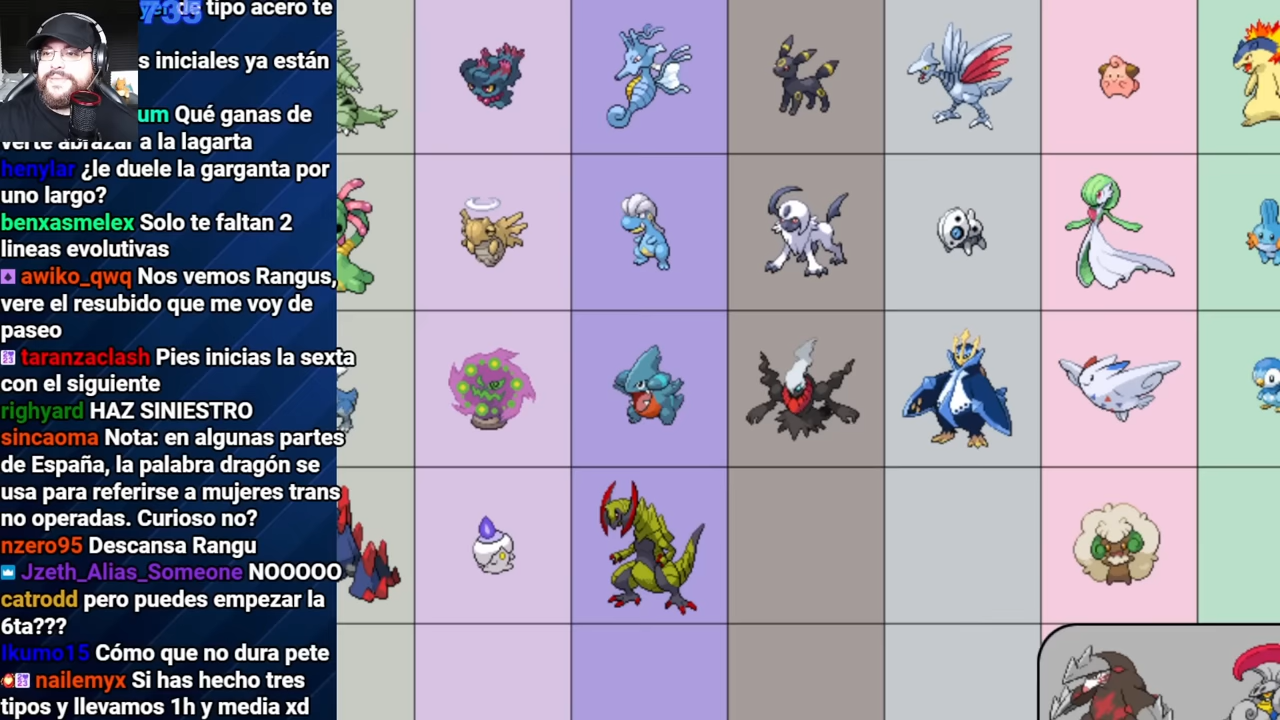 de tipo acero te
735
s iniciales ya están
um Qué ganas de
verte abrazar a la lagarta
henylar ¿le duele la garganta por
uno largo?
benxasmelex Solo te faltan 2
lineas evolutivas
awiko_qwq Nos vemos Rangus,
vere el resubido que me voy de
paseo
taranzaclash Pies inicias la sexta
con el siguiente
righyard HAZ SINIESTRO
sincaoma Nota: en algunas partes
de España, la palabra dragón se
usa para referirse a mujeres trans
no operadas. Curioso no?
nzero95 Descansa Rangu
Jzeth_Alias_Someone NOOOOO
catrodd pero puedes empezar la
6ta???
Ikumo15 Cómo que no dura pete
nailemyx Si has hecho tres
tipos y llevamos 1h y media xd